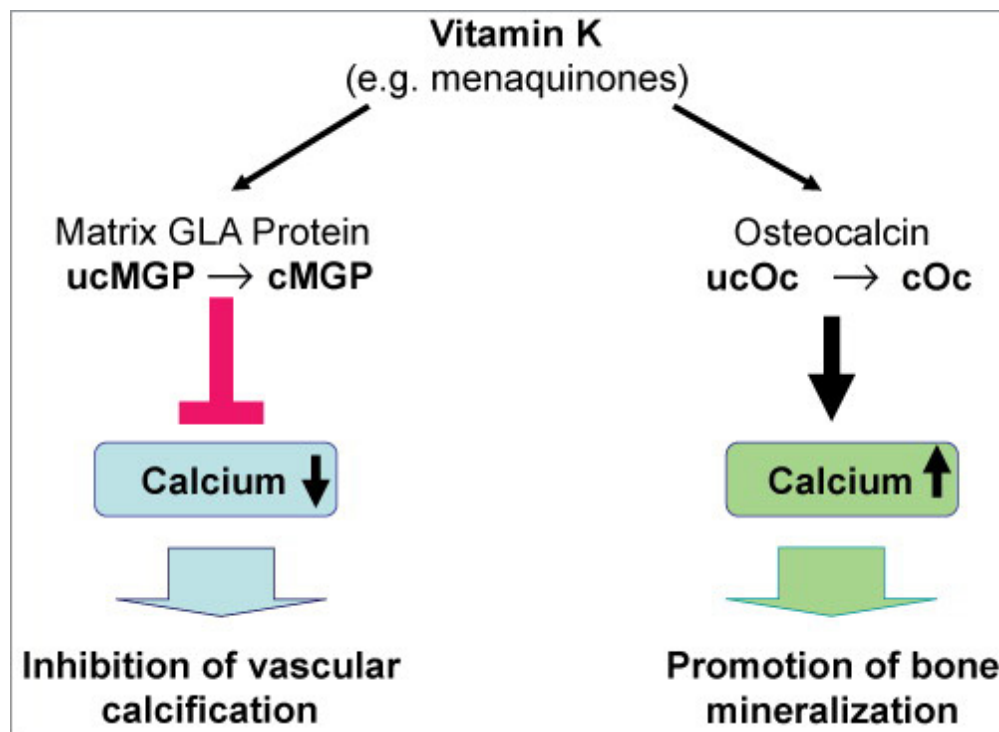 Vitamin K
(e.g. menaquinones)
Matrix GLA Protein
ucMGP → cMGP
Osteocalcin
ucOc → cOc
Calcium
Calcium
Inhibition of vascular
calcification
Promotion of bone
mineralization